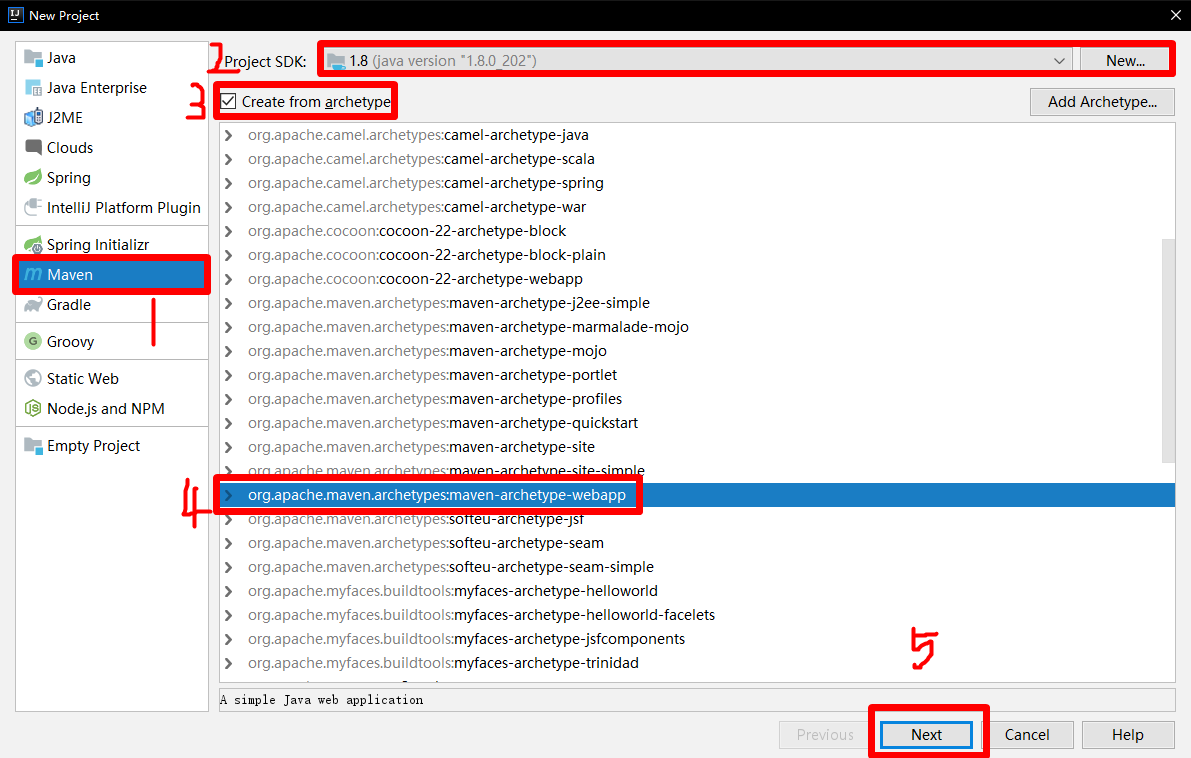 New Project
Java
Java Enterprise
J2ME
Clouds
Spring
IntelliJ Platform Plugin
Spring Initializr
Maven
Gradle
Groovy
Static Web
Node.js and NPM
Empty Project
1
2
Project SDK: 1.8 (java version "1.8.0_202") New...
3
Create from archetype Add Archetype...
org.apache.camel.archetypes:camel-archetype-java
org.apache.camel.archetypes:camel-archetype-scala
org.apache.camel.archetypes:camel-archetype-spring
org.apache.camel.archetypes:camel-archetype-war
org.apache.cocoon:cocoon-22-archetype-block
org.apache.cocoon:cocoon-22-archetype-block-plain
org.apache.cocoon:cocoon-22-archetype-webapp
org.apache.maven.archetypes:maven-archetype-j2ee-simple
org.apache.maven.archetypes:maven-archetype-marmalade-mojo
org.apache.maven.archetypes:maven-archetype-mojo
org.apache.maven.archetypes:maven-archetype-portlet
org.apache.maven.archetypes:maven-archetype-profiles
org.apache.maven.archetypes:maven-archetype-quickstart
org.apache.maven.archetypes:maven-archetype-site
org.apache.maven.archetypes:maven-archetype-site-simple
4
org.apache.maven.archetypes:maven-archetype-webapp
org.apache.maven.archetypes:softeu-archetype-jsf
org.apache.maven.archetypes:softeu-archetype-seam
org.apache.maven.archetypes:softeu-archetype-seam-simple
org.apache.myfaces.buildtools:myfaces-archetype-helloworld
org.apache.myfaces.buildtools:myfaces-archetype-helloworld-facelets
org.apache.myfaces.buildtools:myfaces-archetype-jsfcomponents
org.apache.myfaces.buildtools:myfaces-archetype-trinidad
5
A simple Java web application
Previous Next Cancel Help